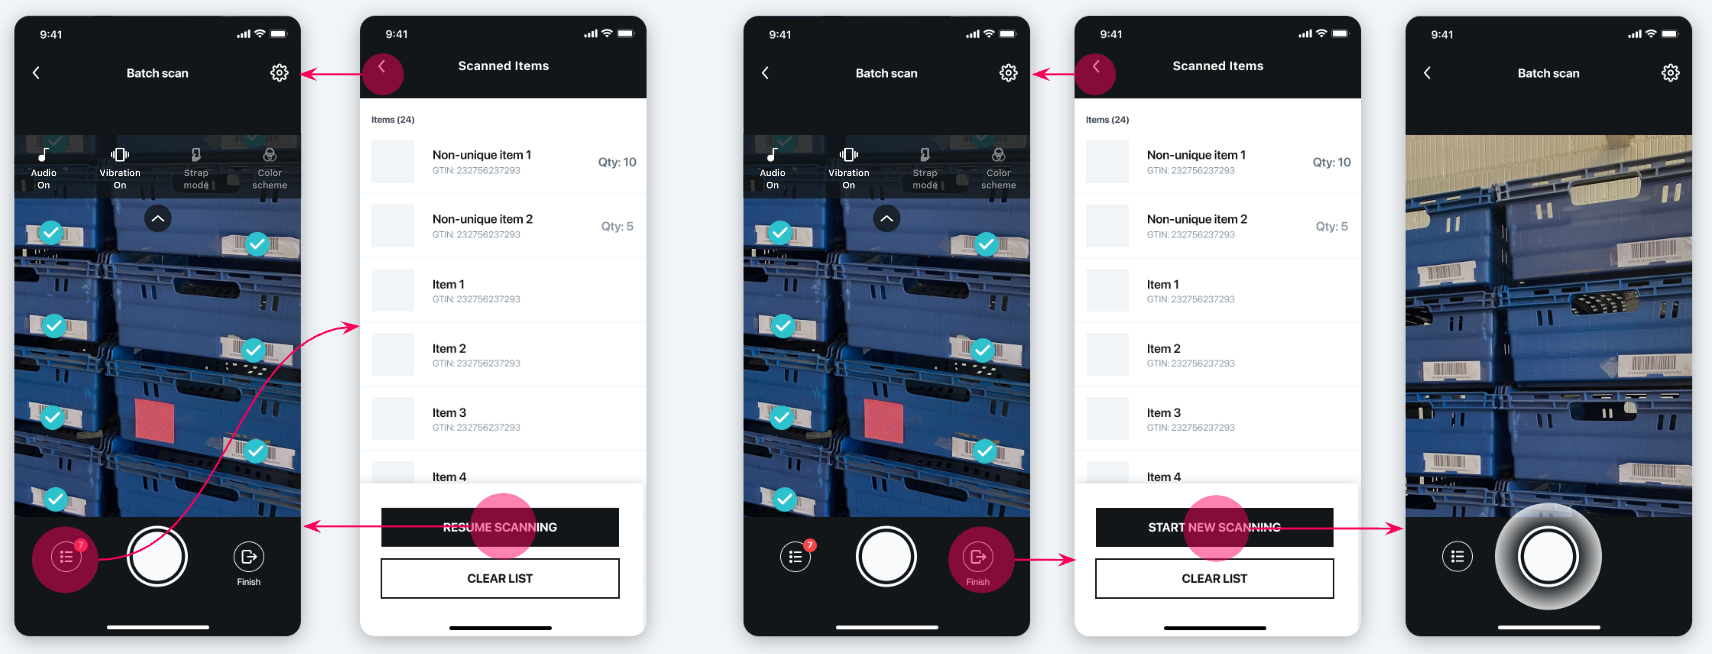 9:41
Batch scan
Audio
On
Vibration
On
Strap
mode
Color
scheme
7
Finish
9:41
Scanned Items
Items (24)
Non-unique item 1
GTIN: 232756237293
Qty: 10
Non-unique item 2
GTIN: 232756237293
Qty: 5
Item 1
GTIN: 232756237293
Item 2
GTIN: 232756237293
Item 3
GTIN: 232756237293
Item 4
RESUME SCANNING
CLEAR LIST
9:41
Batch scan
Audio
On
Vibration
On
Strap
mode
Color
scheme
7
Finish
9:41
Scanned Items
Items (24)
Non-unique item 1
GTIN: 232756237293
Qty: 10
Non-unique item 2
GTIN: 232756237293
Qty: 5
Item 1
GTIN: 232756237293
Item 2
GTIN: 232756237293
Item 3
GTIN: 232756237293
Item 4
START NEW SCANNING
CLEAR LIST
9:41
Batch scan